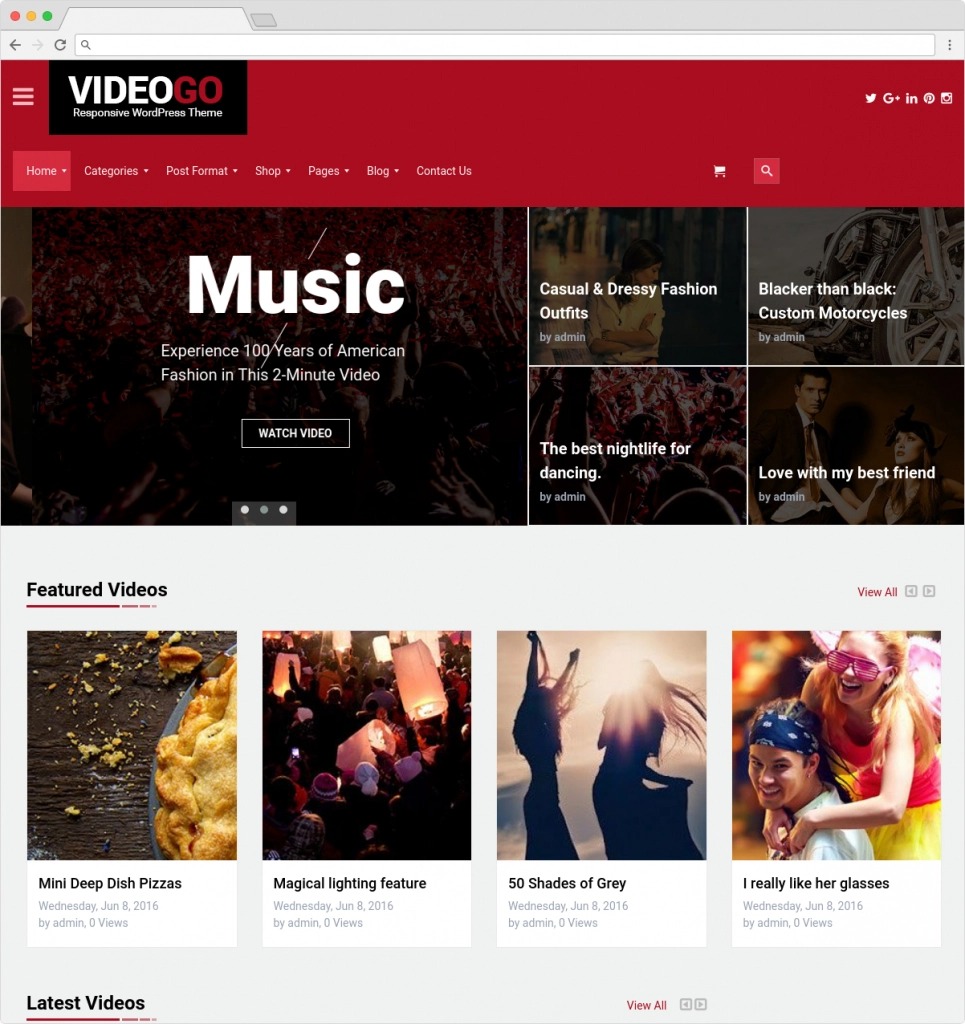 VIDEOGO
Responsive WordPress Theme
Home
Categories
Post Format
Shop
Pages
Blog
Contact Us
Music
Experience 100 Years of American
Fashion in This 2-Minute Video
WATCH VIDEO
Casual & Dressy Fashion
Outfits
by admin
Blacker than black:
Custom Motorcycles
by admin
The best nightlife for
dancing.
by admin
Love with my best friend
by admin
Featured Videos
View All
Mini Deep Dish Pizzas
Wednesday, Jun 8, 2016
by admin, 0 Views
Magical lighting feature
Wednesday, Jun 8, 2016
by admin, 0 Views
50 Shades of Grey
Wednesday, Jun 8, 2016
by admin, 0 Views
I really like her glasses
Wednesday, Jun 8, 2016
by admin, 0 Views
Latest Videos
View All